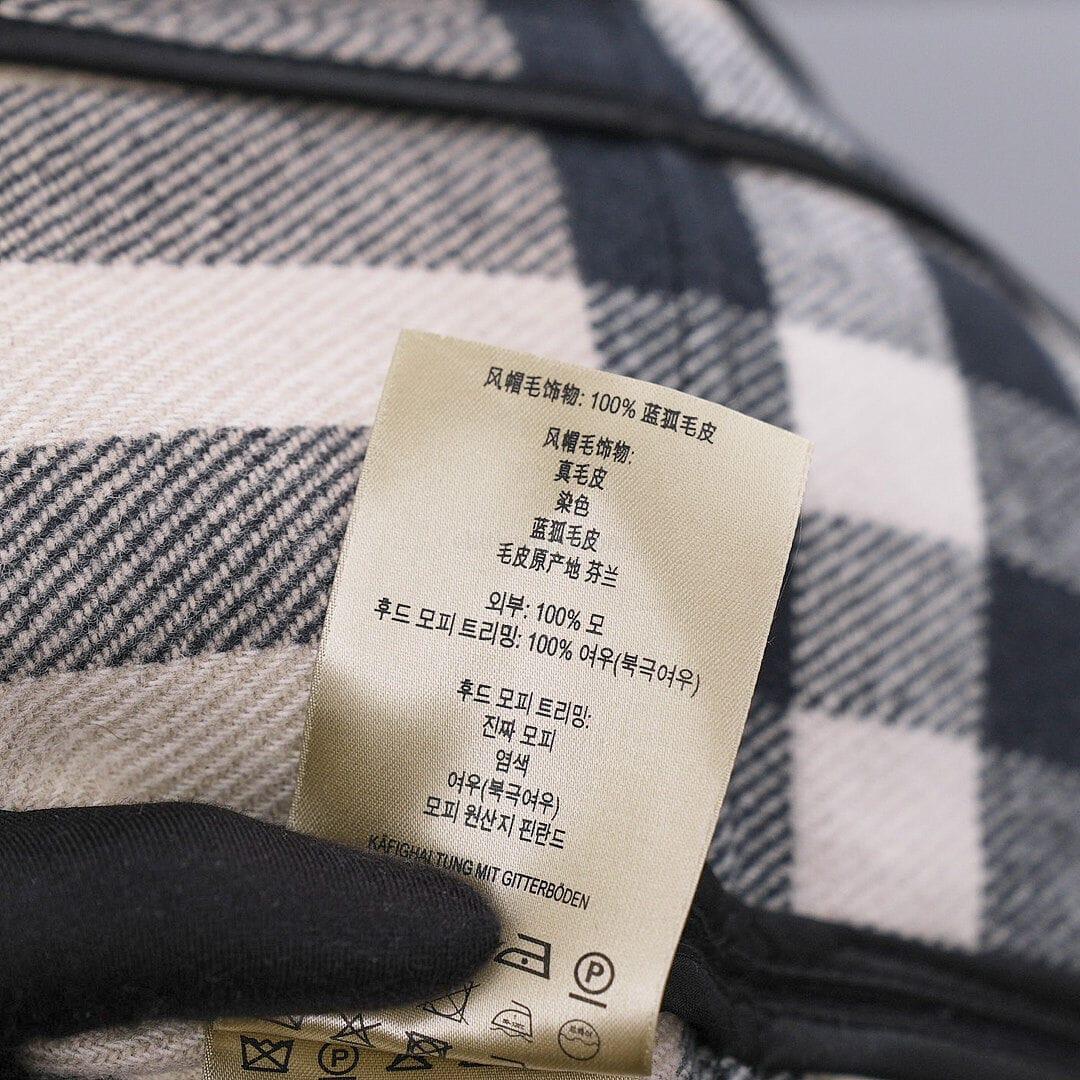 风帽毛饰物: 100% 蓝狐毛皮
风帽毛饰物:
真毛皮
染色
蓝狐毛皮
毛皮原产地 芬兰
외부: 100% 모
후드 모피 트리밍: 100% 여우(북극여우)
후드 모피 트리밍:
진짜 모피
염색
여우(북극여우)
모피 원산지 핀란드
KÄFIGHALTUNG MIT GITTERBÖDEN
P
P